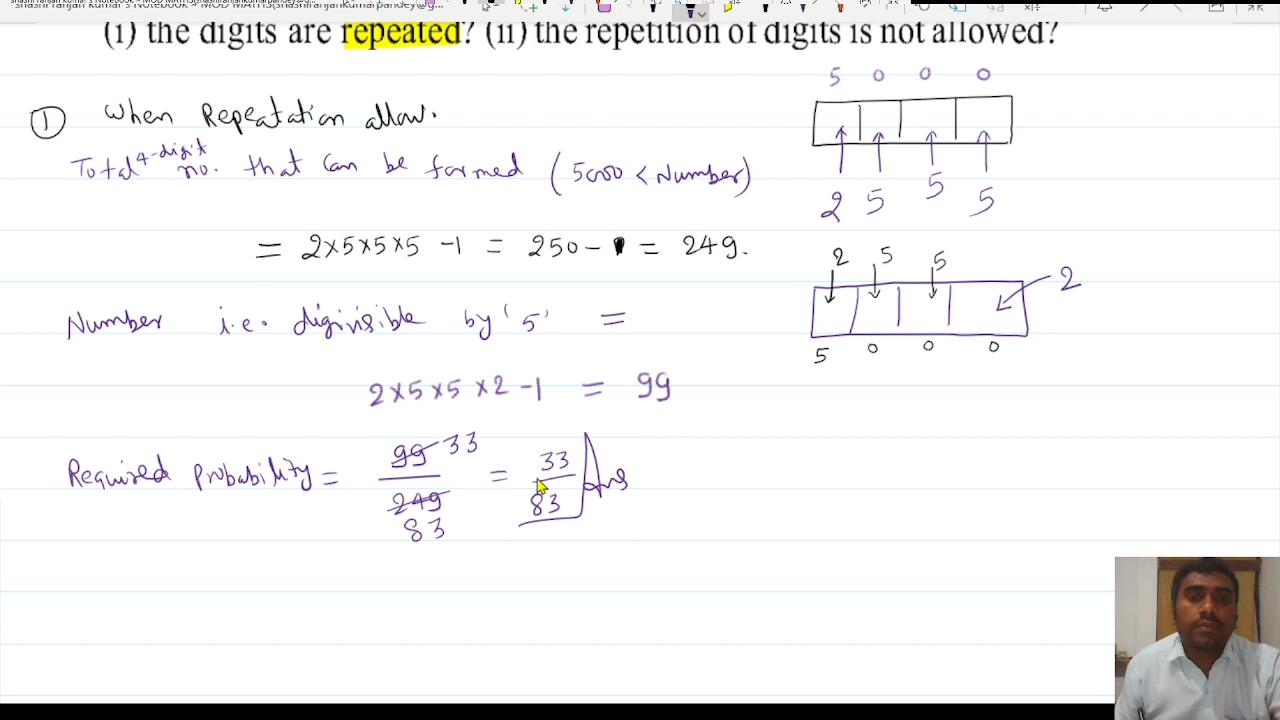 (i) the digits are repeated? (ii) the repetition of digits is not allowed?
5 0 0 0
① When Repeatation allow.
Total 4-digit no. that can be formed (5000 < Number)
2 5 5 5
= 2×5×5×5 -1 = 250 - 1 = 249.
2 5 5 2
Number i.e. digivisible by '5' =
5 0 0 0
2×5×5×2 -1 = 99
Required Probability = 99 33 / 249 83 = 33 / 83 Ans